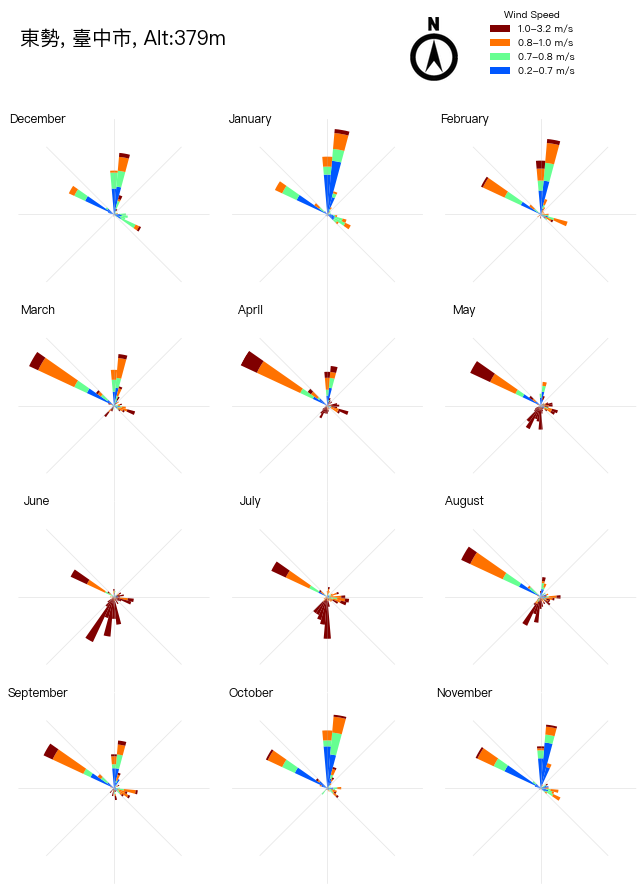 東勢, 臺中市, Alt:379m
N
Wind Speed
1.0–3.2 m/s
0.8–1.0 m/s
0.7–0.8 m/s
0.2–0.7 m/s
December
January
February
March
April
May
June
July
August
September
October
November